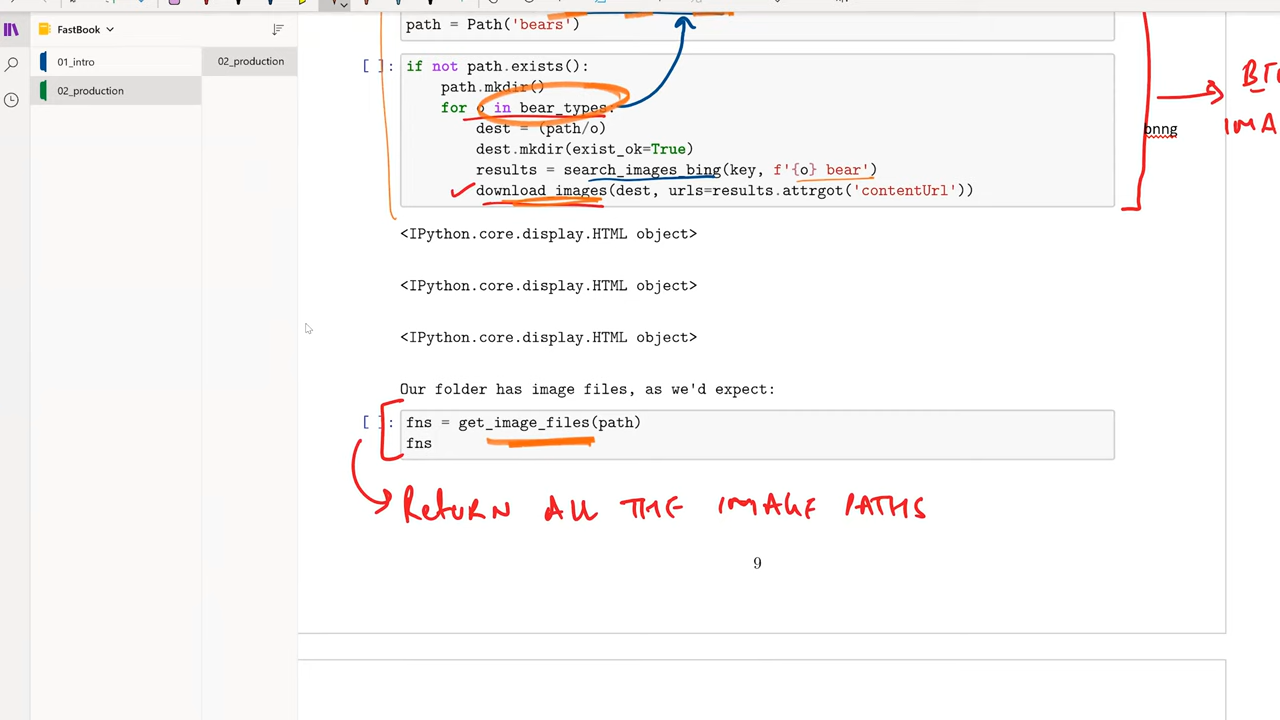 FastBook
01_intro
02_production
02_production
path = Path('bears')
[ ]: if not path.exists():
path.mkdir()
for o in bear_types:
dest = (path/o)
dest.mkdir(exist_ok=True)
results = search_images_bing(key, f'{o} bear')
download_images(dest, urls=results.attrgot('contentUrl'))
bnng
<IPython.core.display.HTML object>
<IPython.core.display.HTML object>
<IPython.core.display.HTML object>
Our folder has image files, as we'd expect:
[ ]: fns = get_image_files(path)
fns
RETURN ALL THE IMAGE PATHS
9